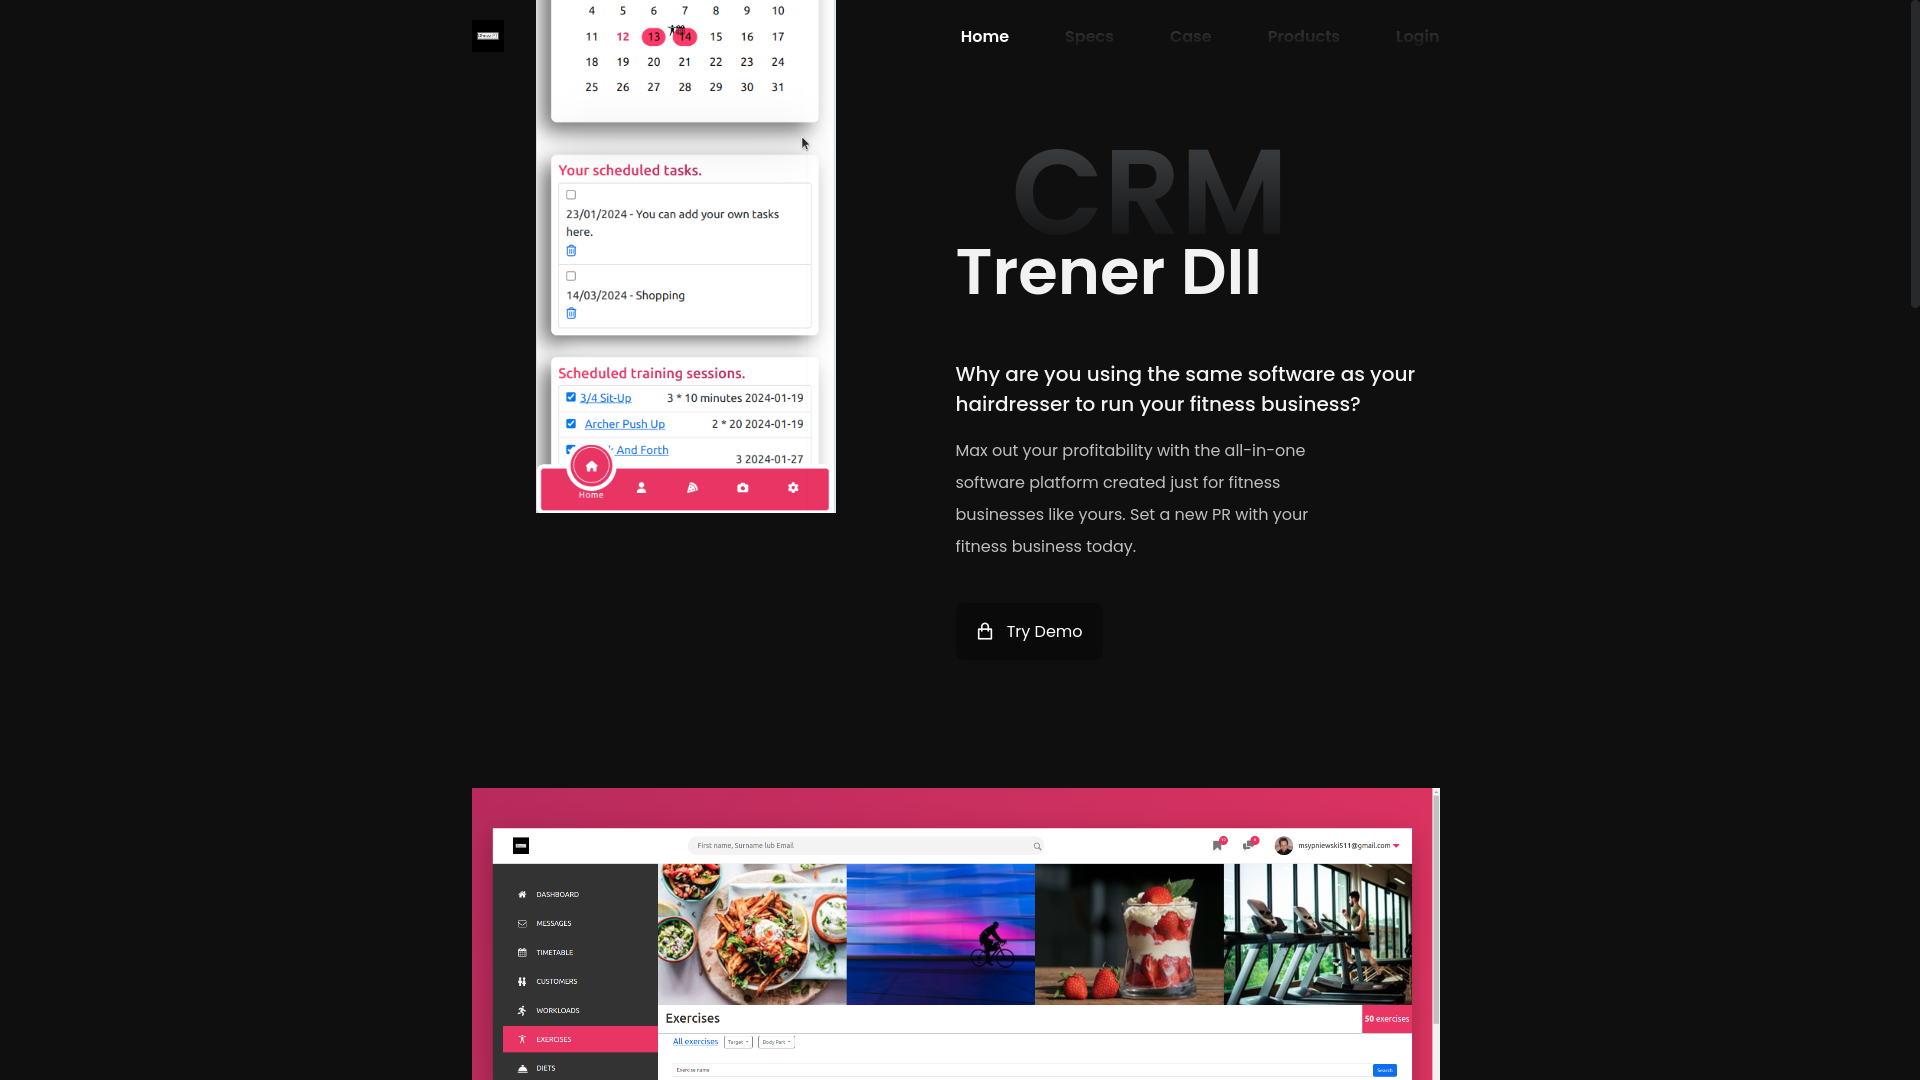 Home Specs Case Products Login
4 5 6 7 8 9 10
11 12 13 14 15 16 17
18 19 20 21 22 23 24
25 26 27 28 29 30 31
Your scheduled tasks.
23/01/2024 - You can add your own tasks
here.
14/03/2024 - Shopping
Scheduled training sessions.
3/4 Sit-Up 3 * 10 minutes 2024-01-19
Archer Push Up 2 * 20 2024-01-19
And Forth
3 2024-01-27
Home
CRM
Trener Dll
Why are you using the same software as your
hairdresser to run your fitness business?
Max out your profitability with the all-in-one
software platform created just for fitness
businesses like yours. Set a new PR with your
fitness business today.
Try Demo
First name, Surname lub Email
msypniewski511@gmail.com
DASHBOARD
MESSAGES
TIMETABLE
CUSTOMERS
WORKLOADS
EXERCISES
DIETS
Exercises
50 exercises
All exercises Target Body Part
Exercise name Search